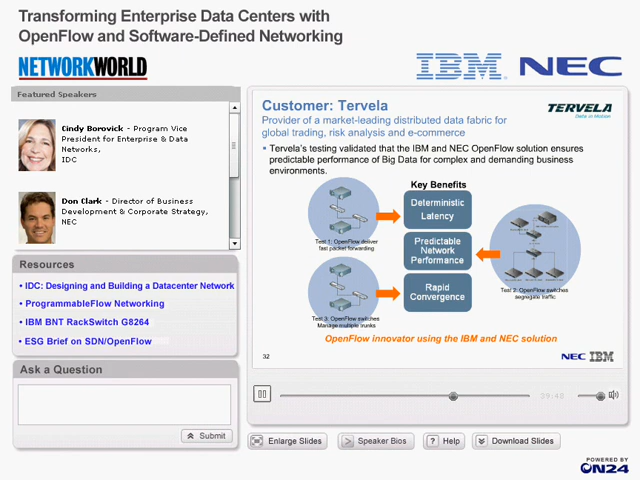 Transforming Enterprise Data Centers with
OpenFlow and Software-Defined Networking
NETWORKWORLD
IBM
NEC
Featured Speakers
Cindy Borovick - Program Vice
President for Enterprise & Data
Networks,
IDC
Don Clark - Director of Business
Development & Corporate Strategy,
NEC
Resources
• IDC: Designing and Building a Datacenter Network
• ProgrammableFlow Networking
• IBM BNT RackSwitch G8264
• ESG Brief on SDN/OpenFlow
Ask a Question
Submit
Customer: Tervela
Provider of a market-leading distributed data fabric for
global trading, risk analysis and e-commerce
TERVELA
Data in Motion
▪ Tervela's testing validated that the IBM and NEC OpenFlow solution ensures
predictable performance of Big Data for complex and demanding business
environments.
Key Benefits
Deterministic
Latency
Predictable
Network
Performance
Rapid
Convergence
Test 1: OpenFlow deliver
fast packet forwarding
Test 3: OpenFlow switches
Manage multiple trunks
Test 2: OpenFlow switches
segregate traffic
OpenFlow innovator using the IBM and NEC solution
32
NEC IBM
Enlarge Slides
Speaker Bios
? Help
Download Slides
POWERED BY
ON24